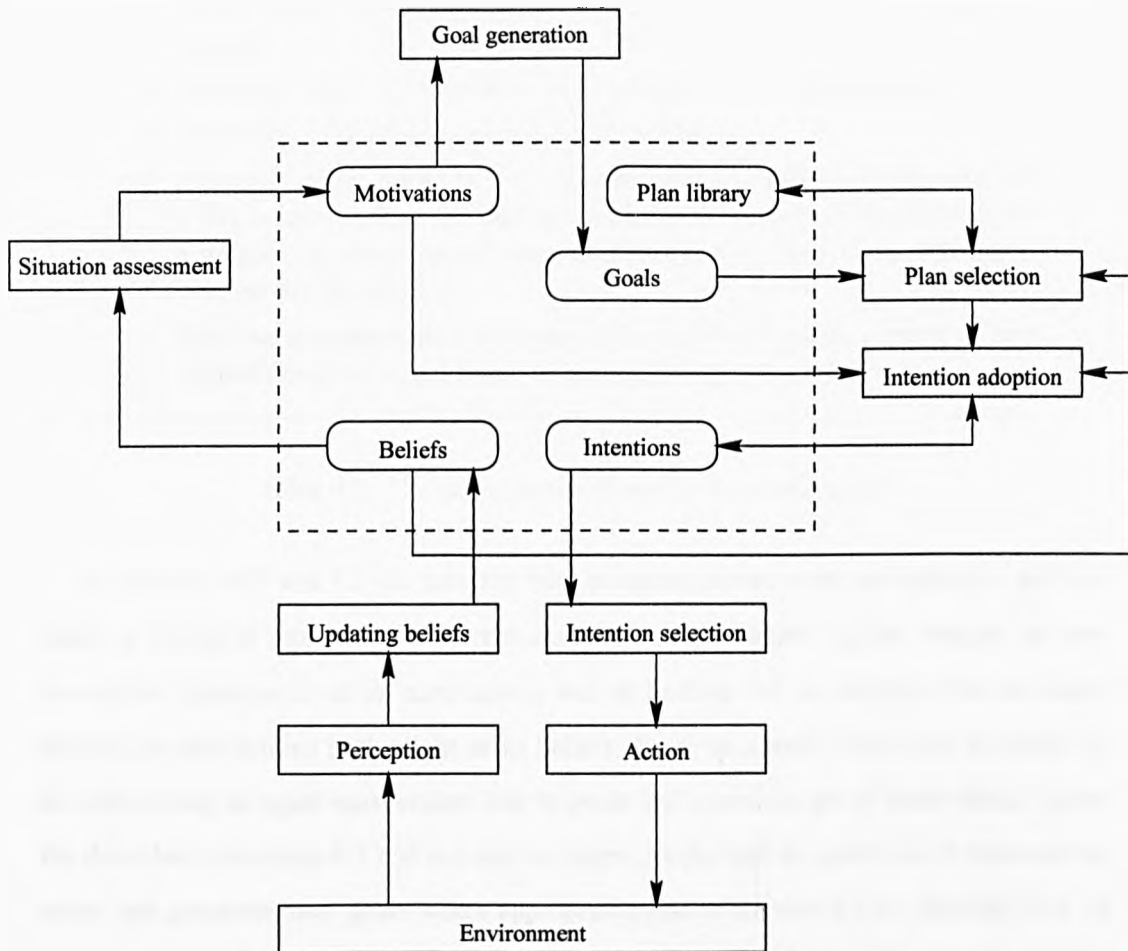 Goal generation
Motivations
Plan library
Situation assessment
Goals
Plan selection
Intention adoption
Beliefs
Intentions
Updating beliefs
Intention selection
Perception
Action
Environment